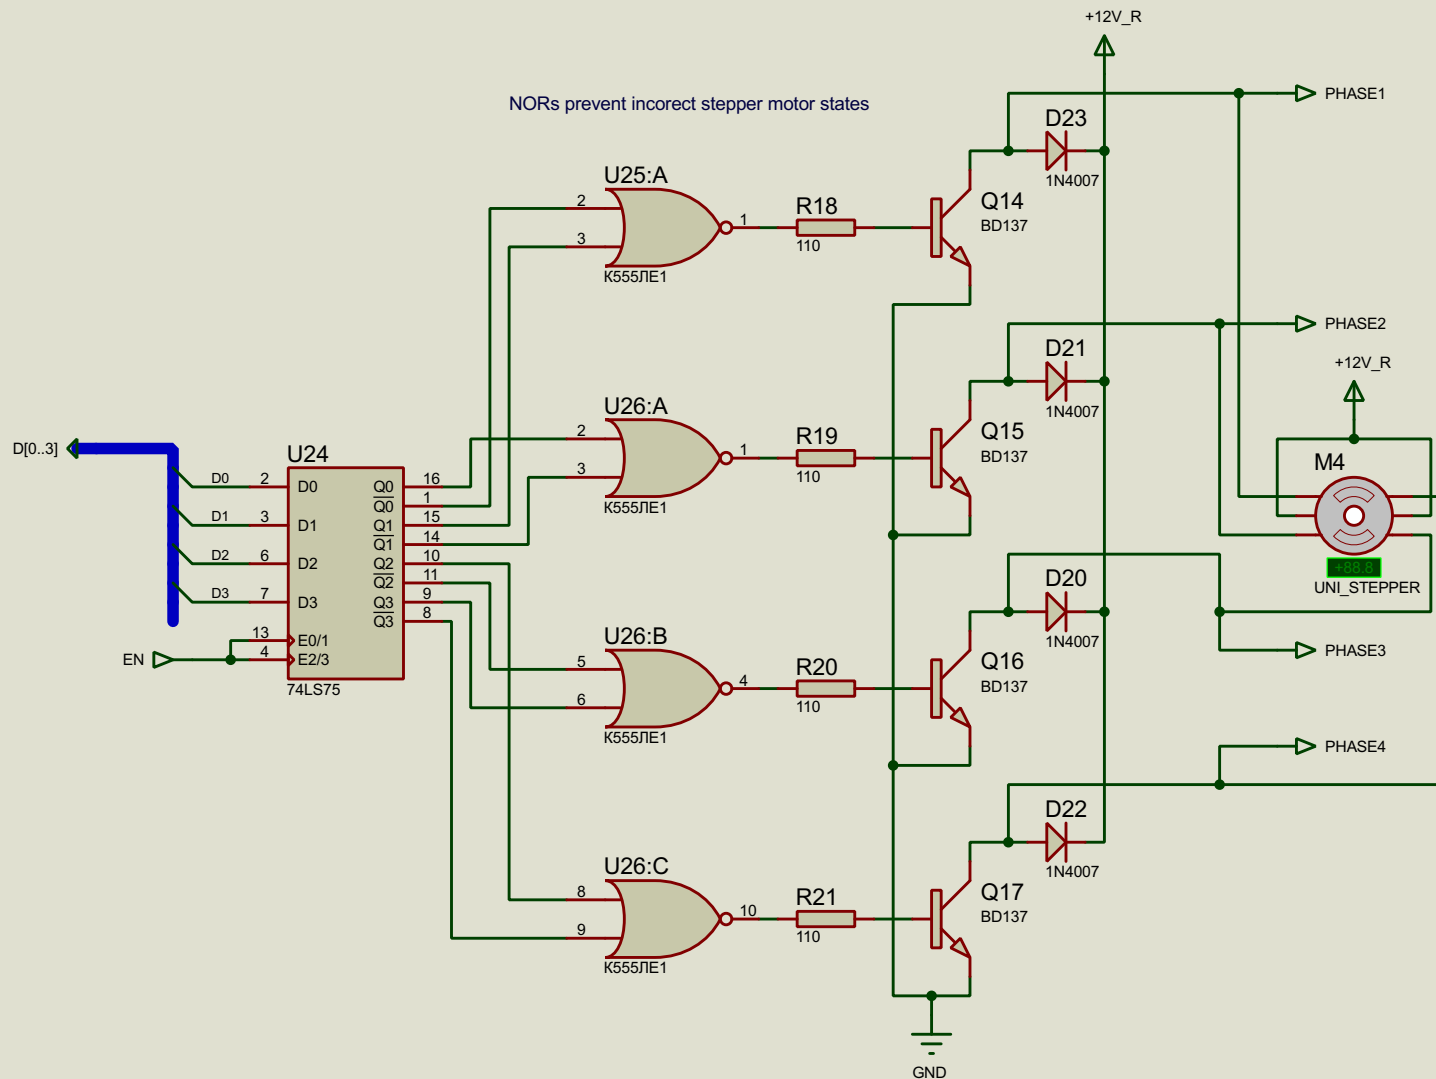 +12V_R
NORs prevent incorect stepper motor states
PHASE1
D23
1N4007
U25:A
2
3
1
К555ЛЕ1
R18
110
Q14
BD137
PHASE2
D21
1N4007
+12V_R
U26:A
2
3
1
К555ЛЕ1
R19
110
Q15
BD137
M4
+88.8
UNI_STEPPER
D[0..3]
U24
D0 2 D0 Q0 16
Q0 1
D1 3 D1 Q1 15
Q1 14
D2 6 D2 Q2 10
Q2 11
D3 7 D3 Q3 9
Q3 8
13 E0/1
EN 4 E2/3
74LS75
D20
1N4007
U26:B
5
6
4
К555ЛЕ1
R20
110
Q16
BD137
PHASE3
PHASE4
D22
1N4007
U26:C
8
9
10
К555ЛЕ1
R21
110
Q17
BD137
GND